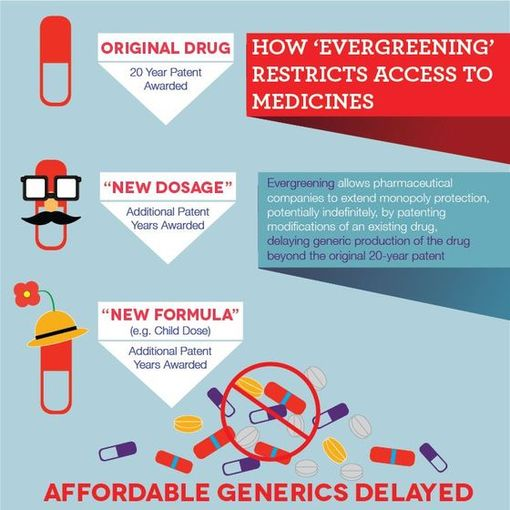 ORIGINAL DRUG
20 Year Patent
Awarded
HOW ‘EVERGREENING’
RESTRICTS ACCESS TO
MEDICINES
“NEW DOSAGE”
Additional Patent
Years Awarded
Evergreening allows pharmaceutical
companies to extend monopoly protection,
potentially indefinitely, by patenting
modifications of an existing drug,
delaying generic production of the drug
beyond the original 20-year patent
“NEW FORMULA”
(e.g. Child Dose)
Additional Patent
Years Awarded
AFFORDABLE GENERICS DELAYED